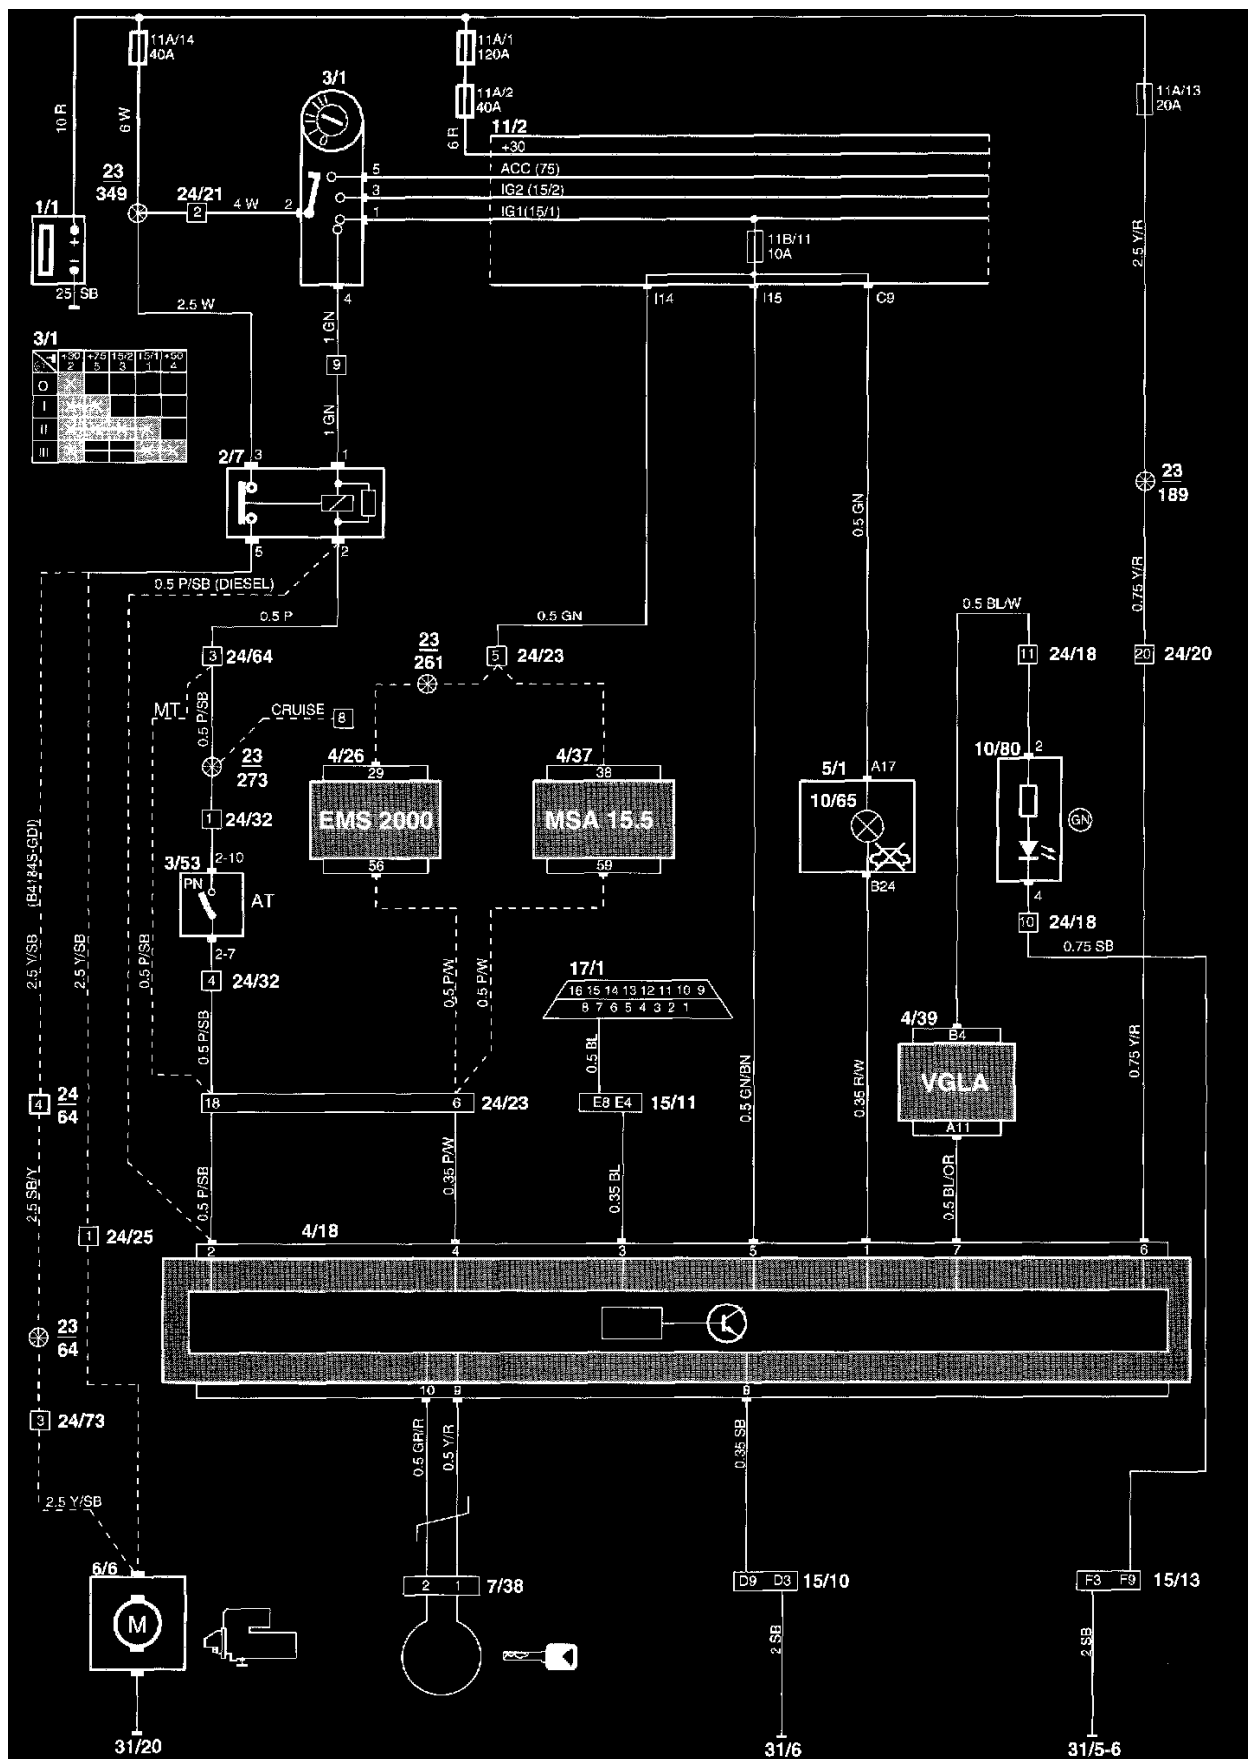 11A/14
40A
11A/1
120A
3/1
11A/2
40A
11A/13
20A
10 R
6 W
6 R
11/2
+30
23
349
24/21
5
ACC (75)
3
IG2 (15/2)
1/1
2
4 W
2
1
IG1(15/1)
11B/11
10A
2.5 Y/R
+
−
25 SB
2.5 W
4
I14
I15
C9
3/1
1 GN
+30
+75
15/2
15/1
+50
2
5
3
1
4
9
O
I
II
III
1 GN
2/7
3
1
23
189
0.5 GN
5
2
0.5 P/SB (DIESEL)
0.75 Y/R
0.5 BL/W
0.5 P
0.5 GN
3
24/64
23
261
5
24/23
11
24/18
20
24/20
MT
0.5 P/SB
CRUISE
8
23
273
4/26
29
4/37
38
5/1
A17
10/80
2
EMS 2000
MSA 15.5
10/65
GN
1
24/32
56
59
B24
3/53
2-10
PN
AT
4
(B4184S-GDI)
10
24/18
0.75 SB
2-7
4
24/32
2.5 Y/SB
2.5 Y/SB
0.5 P/SB
0.5 P/W
0.5 P/W
17/1
16 15 14 13 12 11 10 9
8 7 6 5 4 3 2 1
4/39
B4
VGLA
A11
0.5 P/SB
0.5 BL
0.5 GN/BN
0.35 R/W
0.75 Y/R
4
24
64
18
6
24/23
E8 E4
15/11
2.5 SB/Y
0.5 P/SB
0.35 P/W
0.35 BL
0.5 BL/OR
1
24/25
4/18
2
4
3
5
1
7
6
23
64
10
9
8
3
24/73
0.5 GR/R
0.5 Y/R
0.35 SB
2.5 Y/SB
6/6
M
2
1
7/38
D9 D3
15/10
F3 F9
15/13
2 SB
2 SB
31/20
31/6
31/5-6